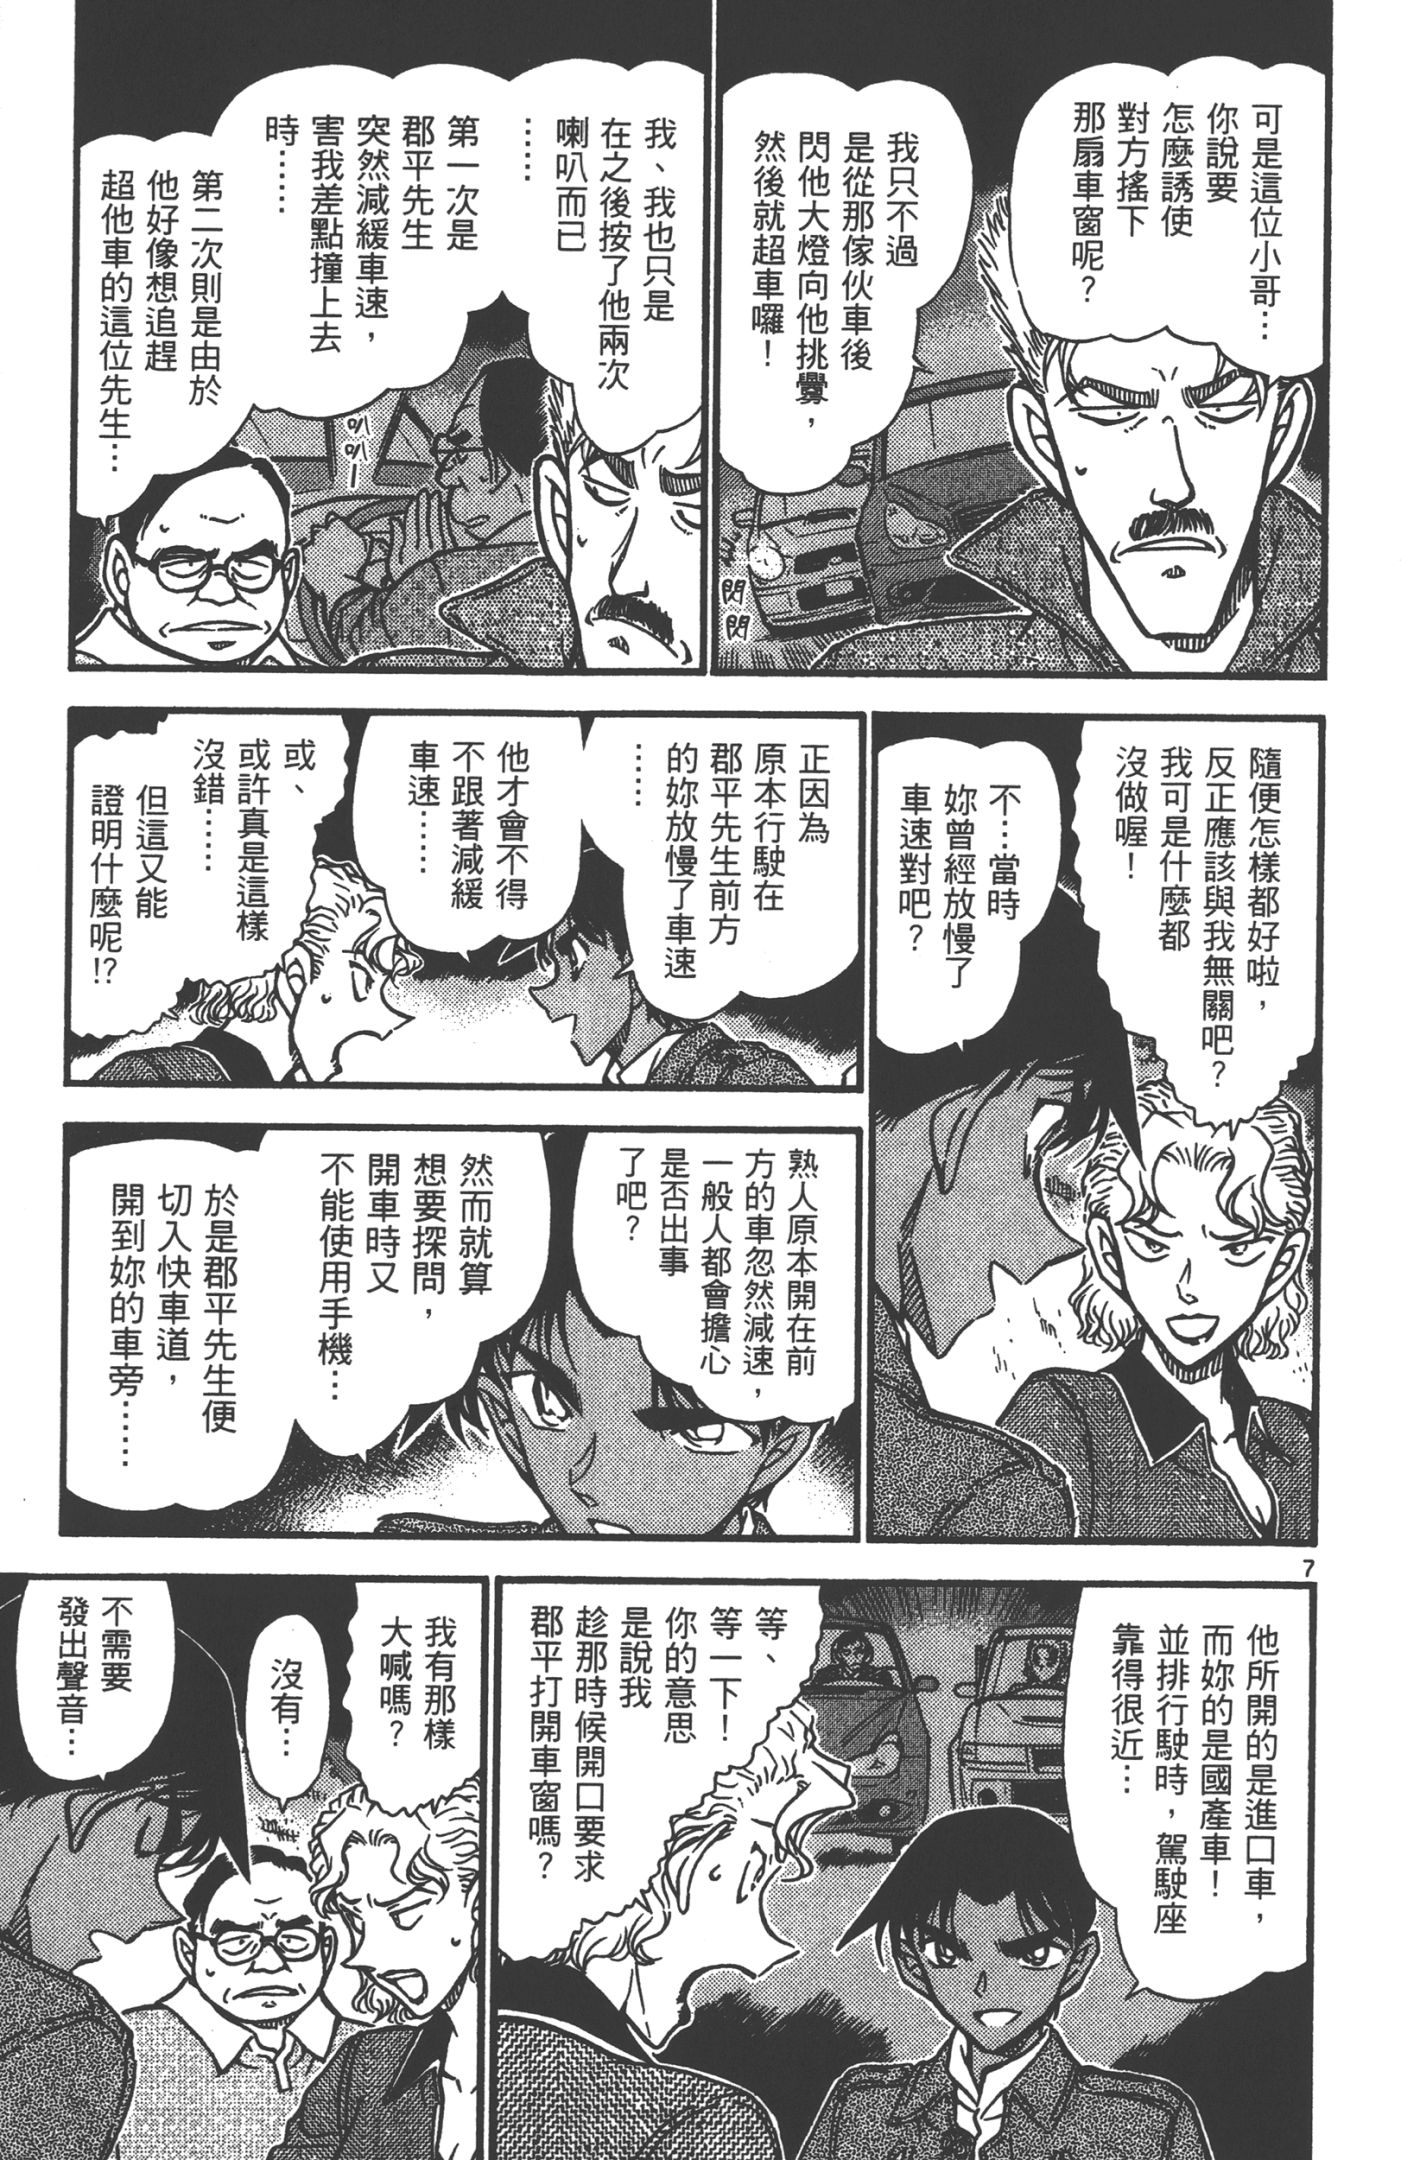 可是這位小哥…
你說要
怎麼誘使
對方搖下
那扇車窗呢?
我只不過
是從那傢伙車後
閃他大燈向他挑釁，
然後就超車囉!
閃
閃
我、我也只是
在之後按了他兩次
喇叭而已
……
第一次是
郡平先生
突然減緩車速，
害我差點撞上去
時……
第二次則是由於
他好像想追趕
超他車的這位先生…
叭
叭
隨便怎樣都好啦，
反正應該與我無關吧?
我可是什麼都
沒做喔!
不…當時
妳曾經放慢了
車速對吧?
正因為
原本行駛在
郡平先生前方
的妳放慢了車速
……
他才會不得
不跟著減緩
車速……
或、
或許真是這樣
沒錯……
但這又能
證明什麼呢!?
熟人原本開在前
方的車忽然減速，
一般人都會擔心
是否出事
了吧?
然而就算
想要探問，
開車時又
不能使用手機…
於是郡平先生便
切入快車道，
開到妳的車旁……
7
他所開的是進口車，
而妳的是國產車!
並排行駛時，駕駛座
靠得很近…
等、
等一下!
你的意思
是說我
趁那時候開口要求
郡平打開車窗嗎?
我有那樣
大喊嗎?
沒有…
不需要
發出聲音…